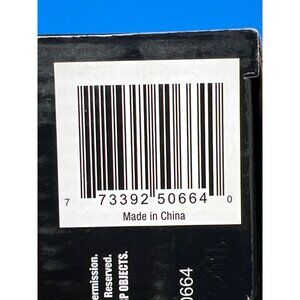 7 73392 50664 0
Made in China
ermission.
Reserved.
OBJECTS.
0664